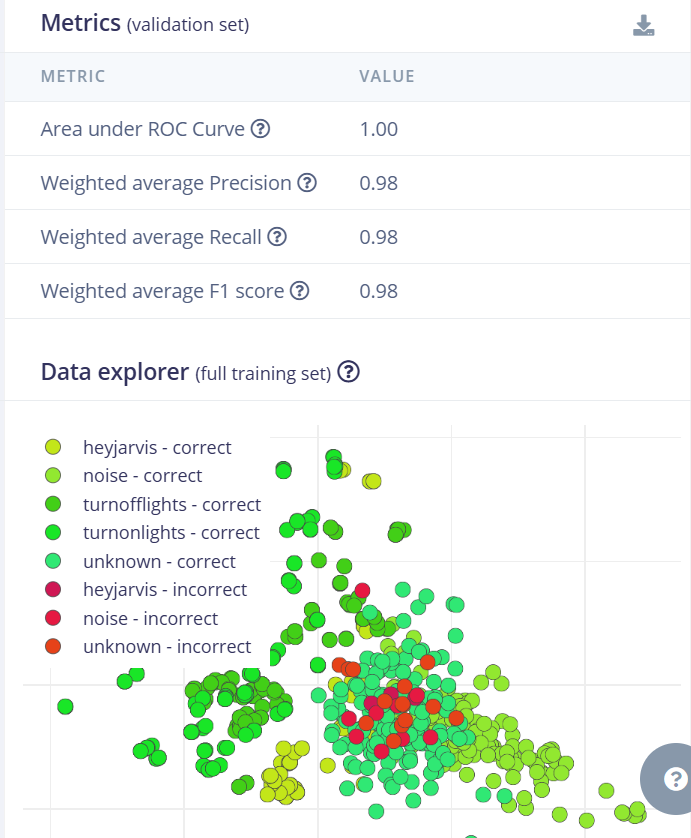 Metrics (validation set)
METRIC VALUE
Area under ROC Curve ? 1.00
Weighted average Precision ? 0.98
Weighted average Recall ? 0.98
Weighted average F1 score ? 0.98
Data explorer (full training set) ?
heyjarvis - correct
noise - correct
turnofflights - correct
turnonlights - correct
unknown - correct
heyjarvis - incorrect
noise - incorrect
unknown - incorrect
?